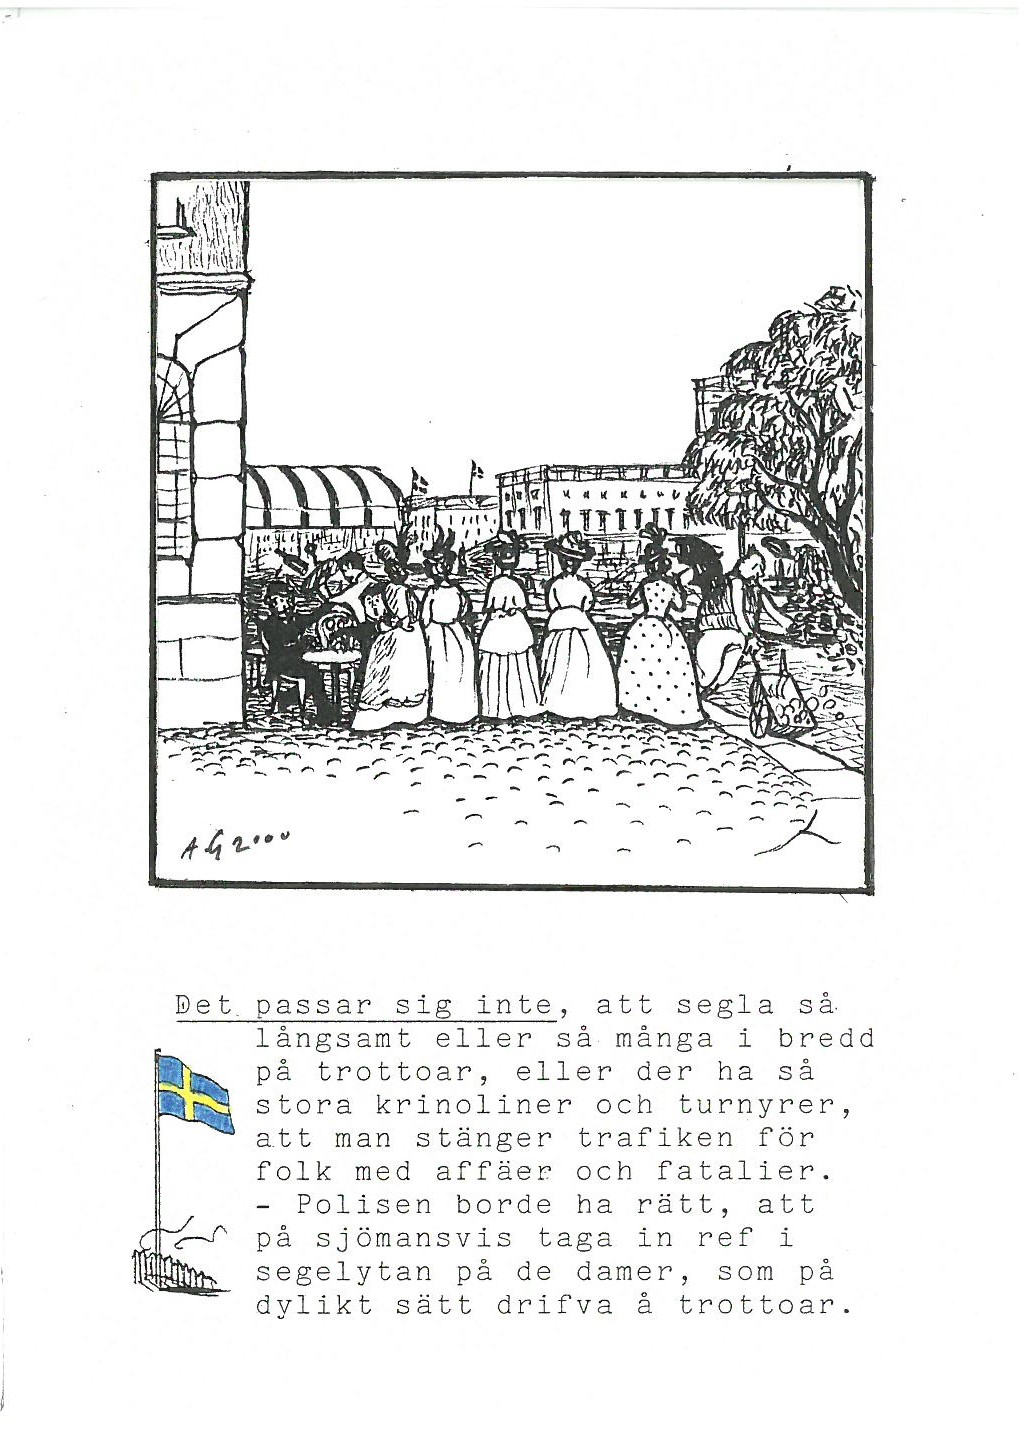 A G 2000
Det passar sig inte, att segla så
långsamt eller så många i bredd
på trottoar, eller der ha så
stora krinoliner och turnyrer,
att man stänger trafiken för
folk med affäer och fatalier.
- Polisen borde ha rätt, att
på sjömansvis taga in ref i
segelytan på de damer, som på
dylikt sätt drifva å trottoar.